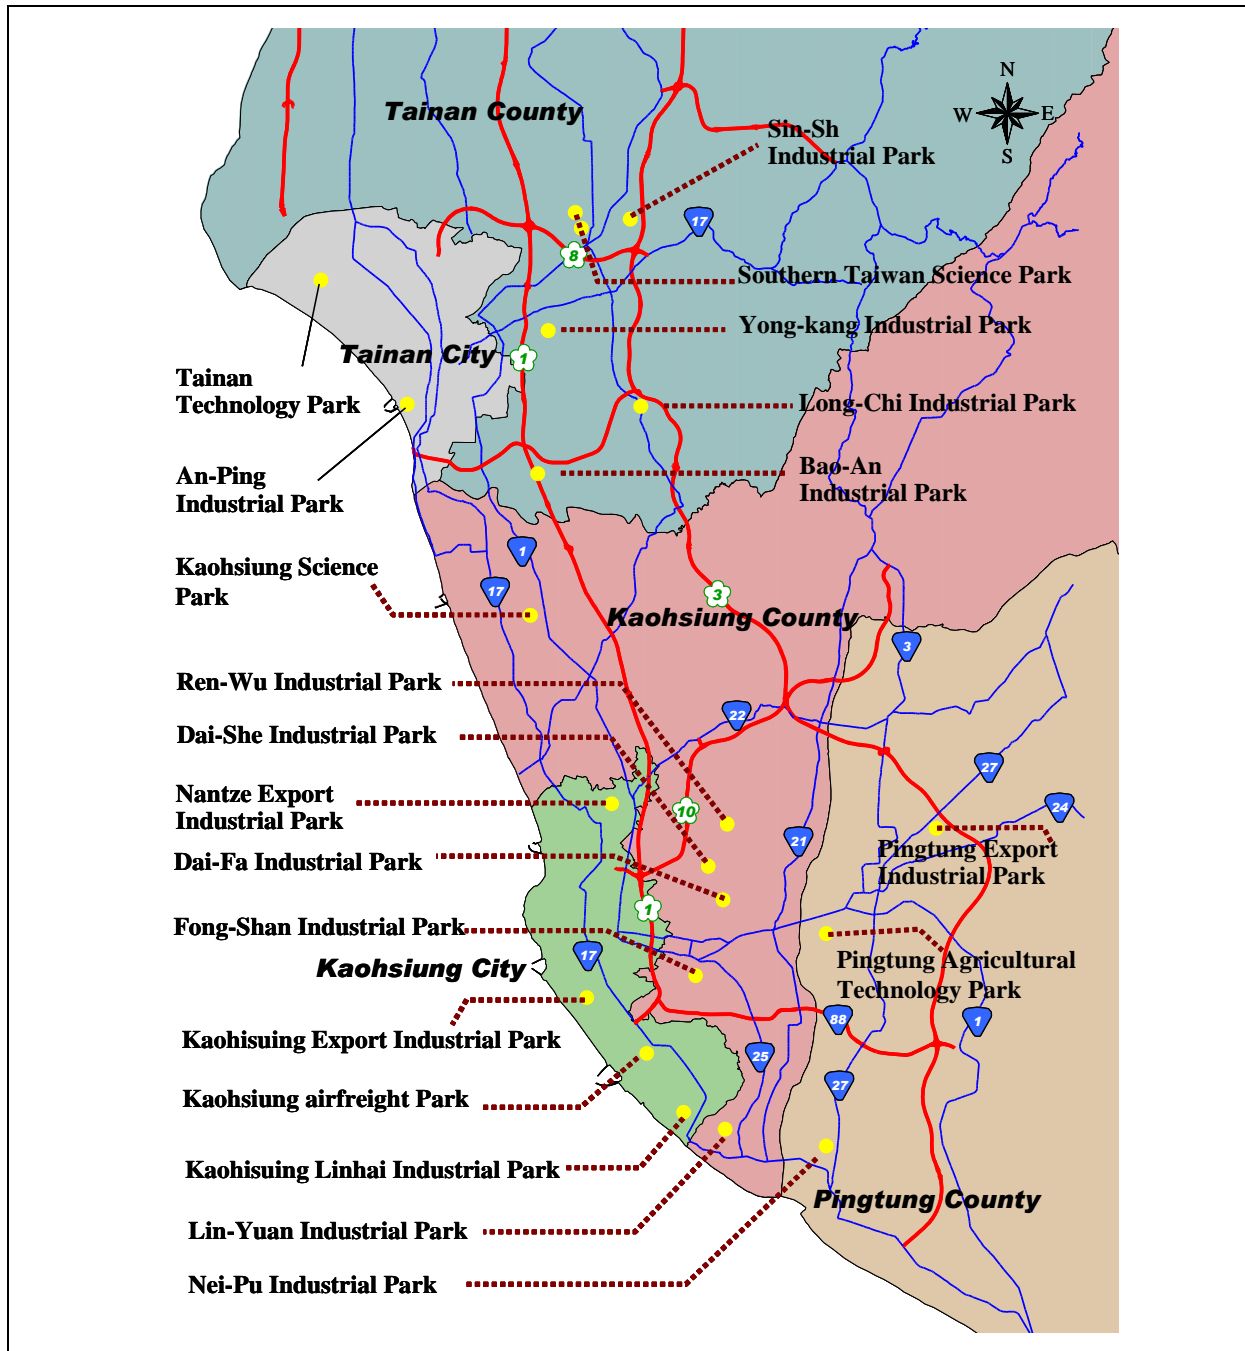 N
W
E
S
Tainan County
Sin-Sh
Industrial Park
17
8
Southern Taiwan Science Park
Yong-kang Industrial Park
Tainan City
1
Tainan
Technology Park
Long-Chi Industrial Park
An-Ping
Industrial Park
Bao-An
Industrial Park
1
Kaohsiung Science
Park
17
3
Kaohsiung County
3
Ren-Wu Industrial Park
22
Dai-She Industrial Park
27
Nantze Export
Industrial Park
10
24
21
Dai-Fa Industrial Park
Pingtung Export
Industrial Park
1
Fong-Shan Industrial Park
17
Kaohsiung City
Pingtung Agricultural
Technology Park
88
1
Kaohisuing Export Industrial Park
25
27
Kaohsiung airfreight Park
Kaohisuing Linhai Industrial Park
Pingtung County
Lin-Yuan Industrial Park
Nei-Pu Industrial Park